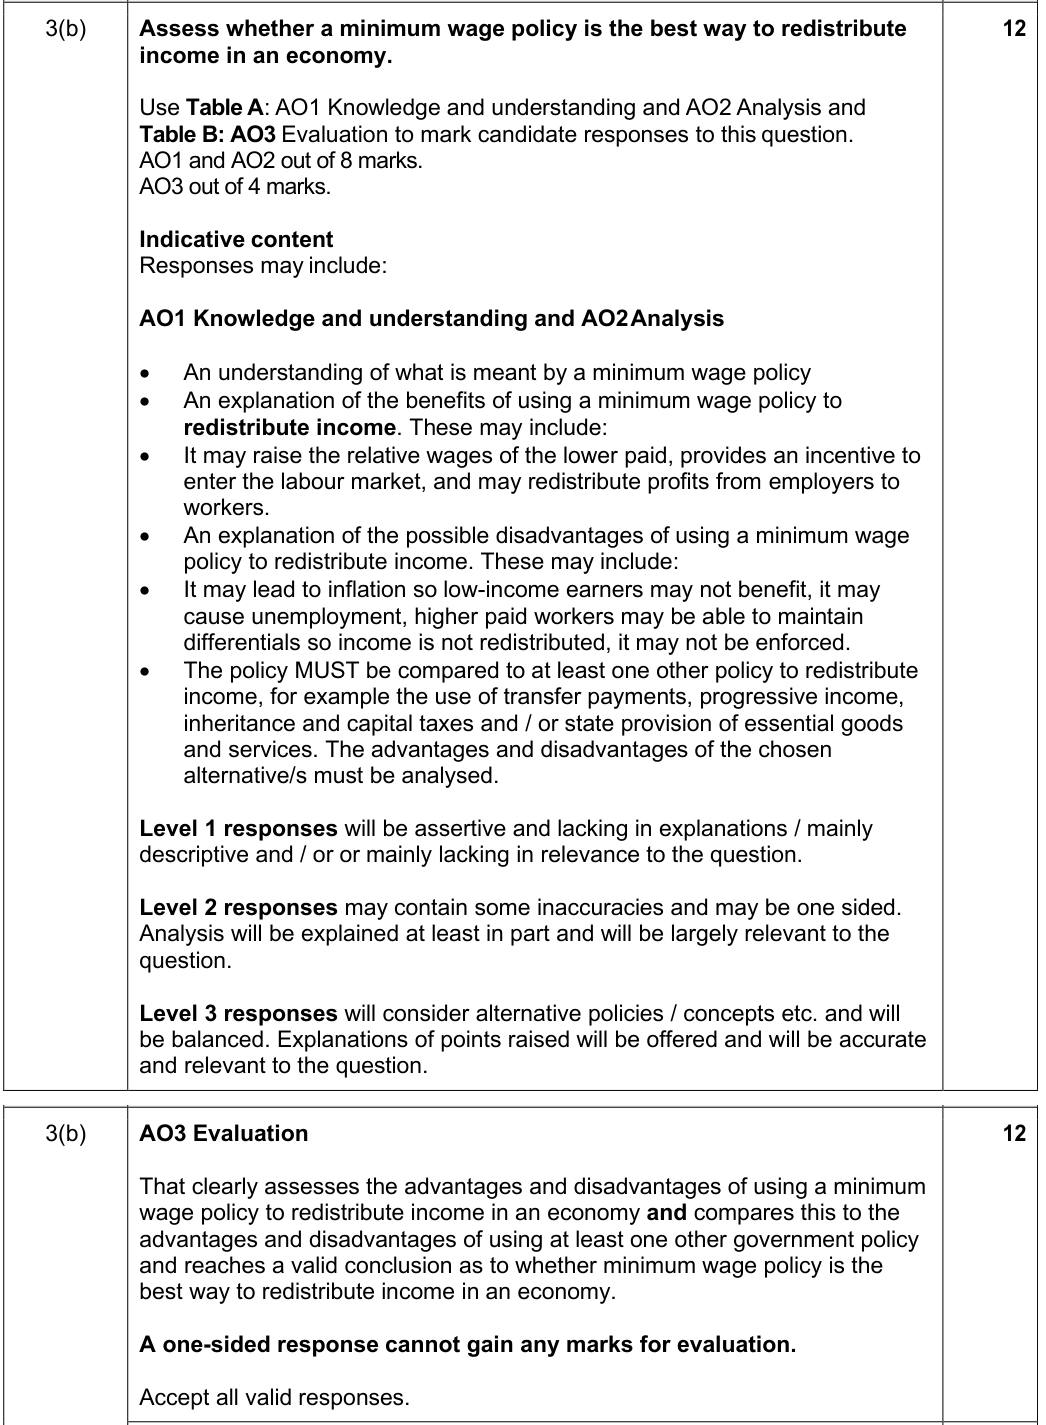 3(b) Assess whether a minimum wage policy is the best way to redistribute 12
income in an economy.
Use Table A: AO1 Knowledge and understanding and AO2 Analysis and
Table B: AO3 Evaluation to mark candidate responses to this question.
AO1 and AO2 out of 8 marks.
AO3 out of 4 marks.
Indicative content
Responses may include:
AO1 Knowledge and understanding and AO2 Analysis
• An understanding of what is meant by a minimum wage policy
• An explanation of the benefits of using a minimum wage policy to
redistribute income. These may include:
• It may raise the relative wages of the lower paid, provides an incentive to
enter the labour market, and may redistribute profits from employers to
workers.
• An explanation of the possible disadvantages of using a minimum wage
policy to redistribute income. These may include:
• It may lead to inflation so low-income earners may not benefit, it may
cause unemployment, higher paid workers may be able to maintain
differentials so income is not redistributed, it may not be enforced.
• The policy MUST be compared to at least one other policy to redistribute
income, for example the use of transfer payments, progressive income,
inheritance and capital taxes and / or state provision of essential goods
and services. The advantages and disadvantages of the chosen
alternative/s must be analysed.
Level 1 responses will be assertive and lacking in explanations / mainly
descriptive and / or or mainly lacking in relevance to the question.
Level 2 responses may contain some inaccuracies and may be one sided.
Analysis will be explained at least in part and will be largely relevant to the
question.
Level 3 responses will consider alternative policies / concepts etc. and will
be balanced. Explanations of points raised will be offered and will be accurate
and relevant to the question.
3(b) AO3 Evaluation 12
That clearly assesses the advantages and disadvantages of using a minimum
wage policy to redistribute income in an economy and compares this to the
advantages and disadvantages of using at least one other government policy
and reaches a valid conclusion as to whether minimum wage policy is the
best way to redistribute income in an economy.
A one-sided response cannot gain any marks for evaluation.
Accept all valid responses.